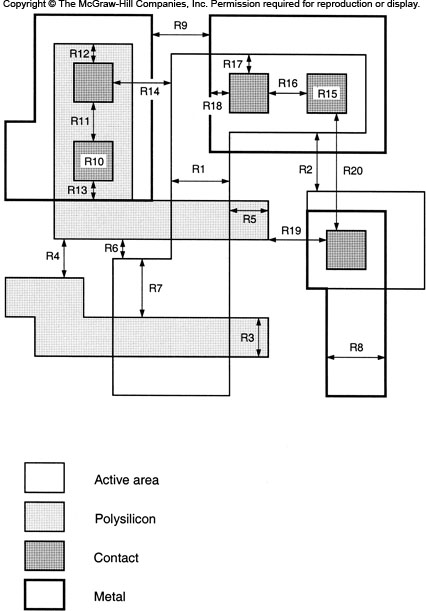 Copyright © The McGraw-Hill Companies, Inc. Permission required for reproduction or display.
R9
R12
R14
R17
R16
R15
R18
R11
R10
R13
R1
R2
R20
R5
R6
R19
R4
R7
R3
R8
Active area
Polysilicon
Contact
Metal